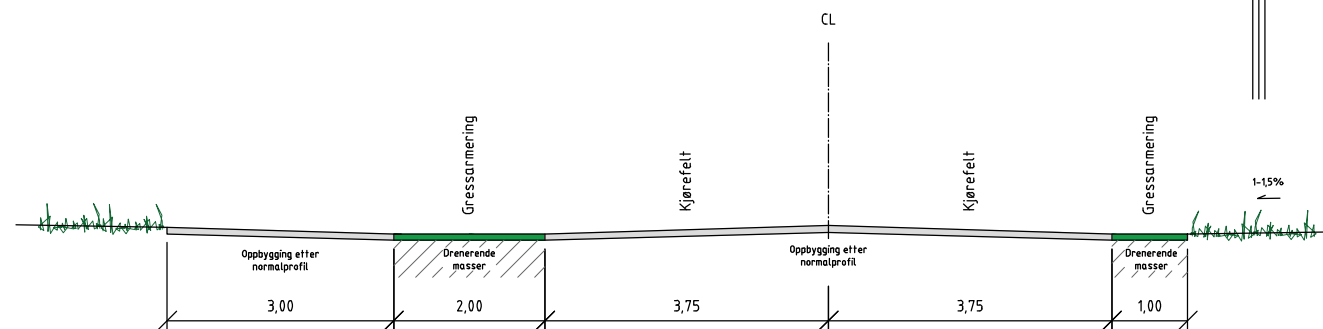 CL
Gressarmering
Kjørefelt
Kjørefelt
Gressarmering
1-1,5%
Oppbygging etter
normalprofil
Drenerende
masser
Oppbygging etter
normalprofil
Drenerende
masser
3,00
2,00
3,75
3,75
1,00